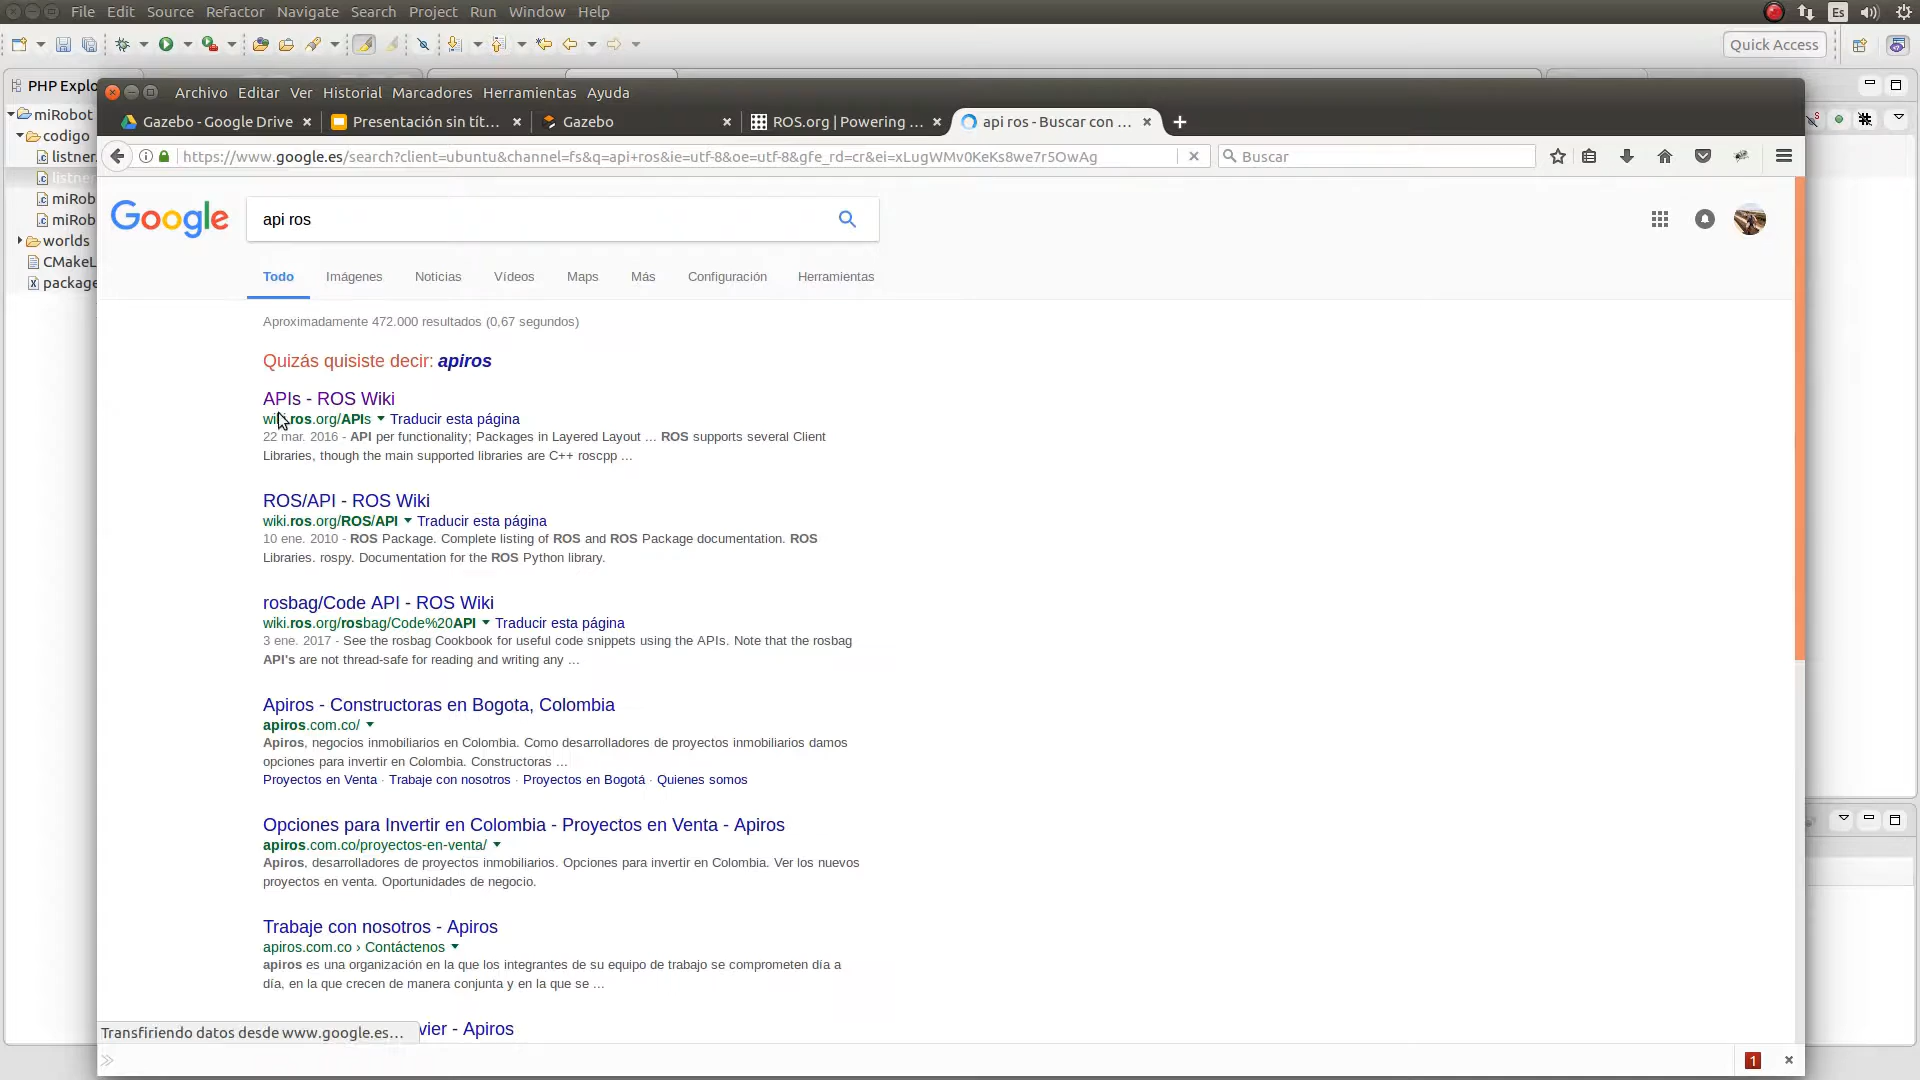 File Edit Source Refactor Navigate Search Project Run Window Help
Es
Quick Access
PHP Explo
Archivo Editar Ver Historial Marcadores Herramientas Ayuda
miRobot
codigo
listner.
listner
miRob
miRob
worlds
CMakeL
package
Gazebo - Google Drive
Presentación sin tít...
Gazebo
ROS.org | Powering ...
api ros - Buscar con ...
https://www.google.es/search?client=ubuntu&channel=fs&q=api+ros&ie=utf-8&oe=utf-8&gfe_rd=cr&ei=xLugWMv0KeKs8we7r5OwAg
Buscar
Google
api ros
Todo Imágenes Noticias Vídeos Maps Más Configuración Herramientas
Aproximadamente 472.000 resultados (0,67 segundos)
Quizás quisiste decir: apiros
APIs - ROS Wiki
wiki.ros.org/APIs Traducir esta página
22 mar. 2016 - API per functionality; Packages in Layered Layout ... ROS supports several Client
Libraries, though the main supported libraries are C++ roscpp ...
ROS/API - ROS Wiki
wiki.ros.org/ROS/API Traducir esta página
10 ene. 2010 - ROS Package. Complete listing of ROS and ROS Package documentation. ROS
Libraries. rospy. Documentation for the ROS Python library.
rosbag/Code API - ROS Wiki
wiki.ros.org/rosbag/Code%20API Traducir esta página
3 ene. 2017 - See the rosbag Cookbook for useful code snippets using the APIs. Note that the rosbag
API's are not thread-safe for reading and writing any ...
Apiros - Constructoras en Bogota, Colombia
apiros.com.co/
Apiros, negocios inmobiliarios en Colombia. Como desarrolladores de proyectos inmobiliarios damos
opciones para invertir en Colombia. Constructoras ...
Proyectos en Venta · Trabaje con nosotros · Proyectos en Bogotá · Quienes somos
Opciones para Invertir en Colombia - Proyectos en Venta - Apiros
apiros.com.co/proyectos-en-venta/
Apiros, desarrolladores de proyectos inmobiliarios. Opciones para invertir en Colombia. Ver los nuevos
proyectos en venta. Oportunidades de negocio.
Trabaje con nosotros - Apiros
apiros.com.co › Contáctenos
apiros es una organización en la que los integrantes de su equipo de trabajo se comprometen día a
día, en la que crecen de manera conjunta y en la que se ...
vier - Apiros
Transfiriendo datos desde www.google.es...
1